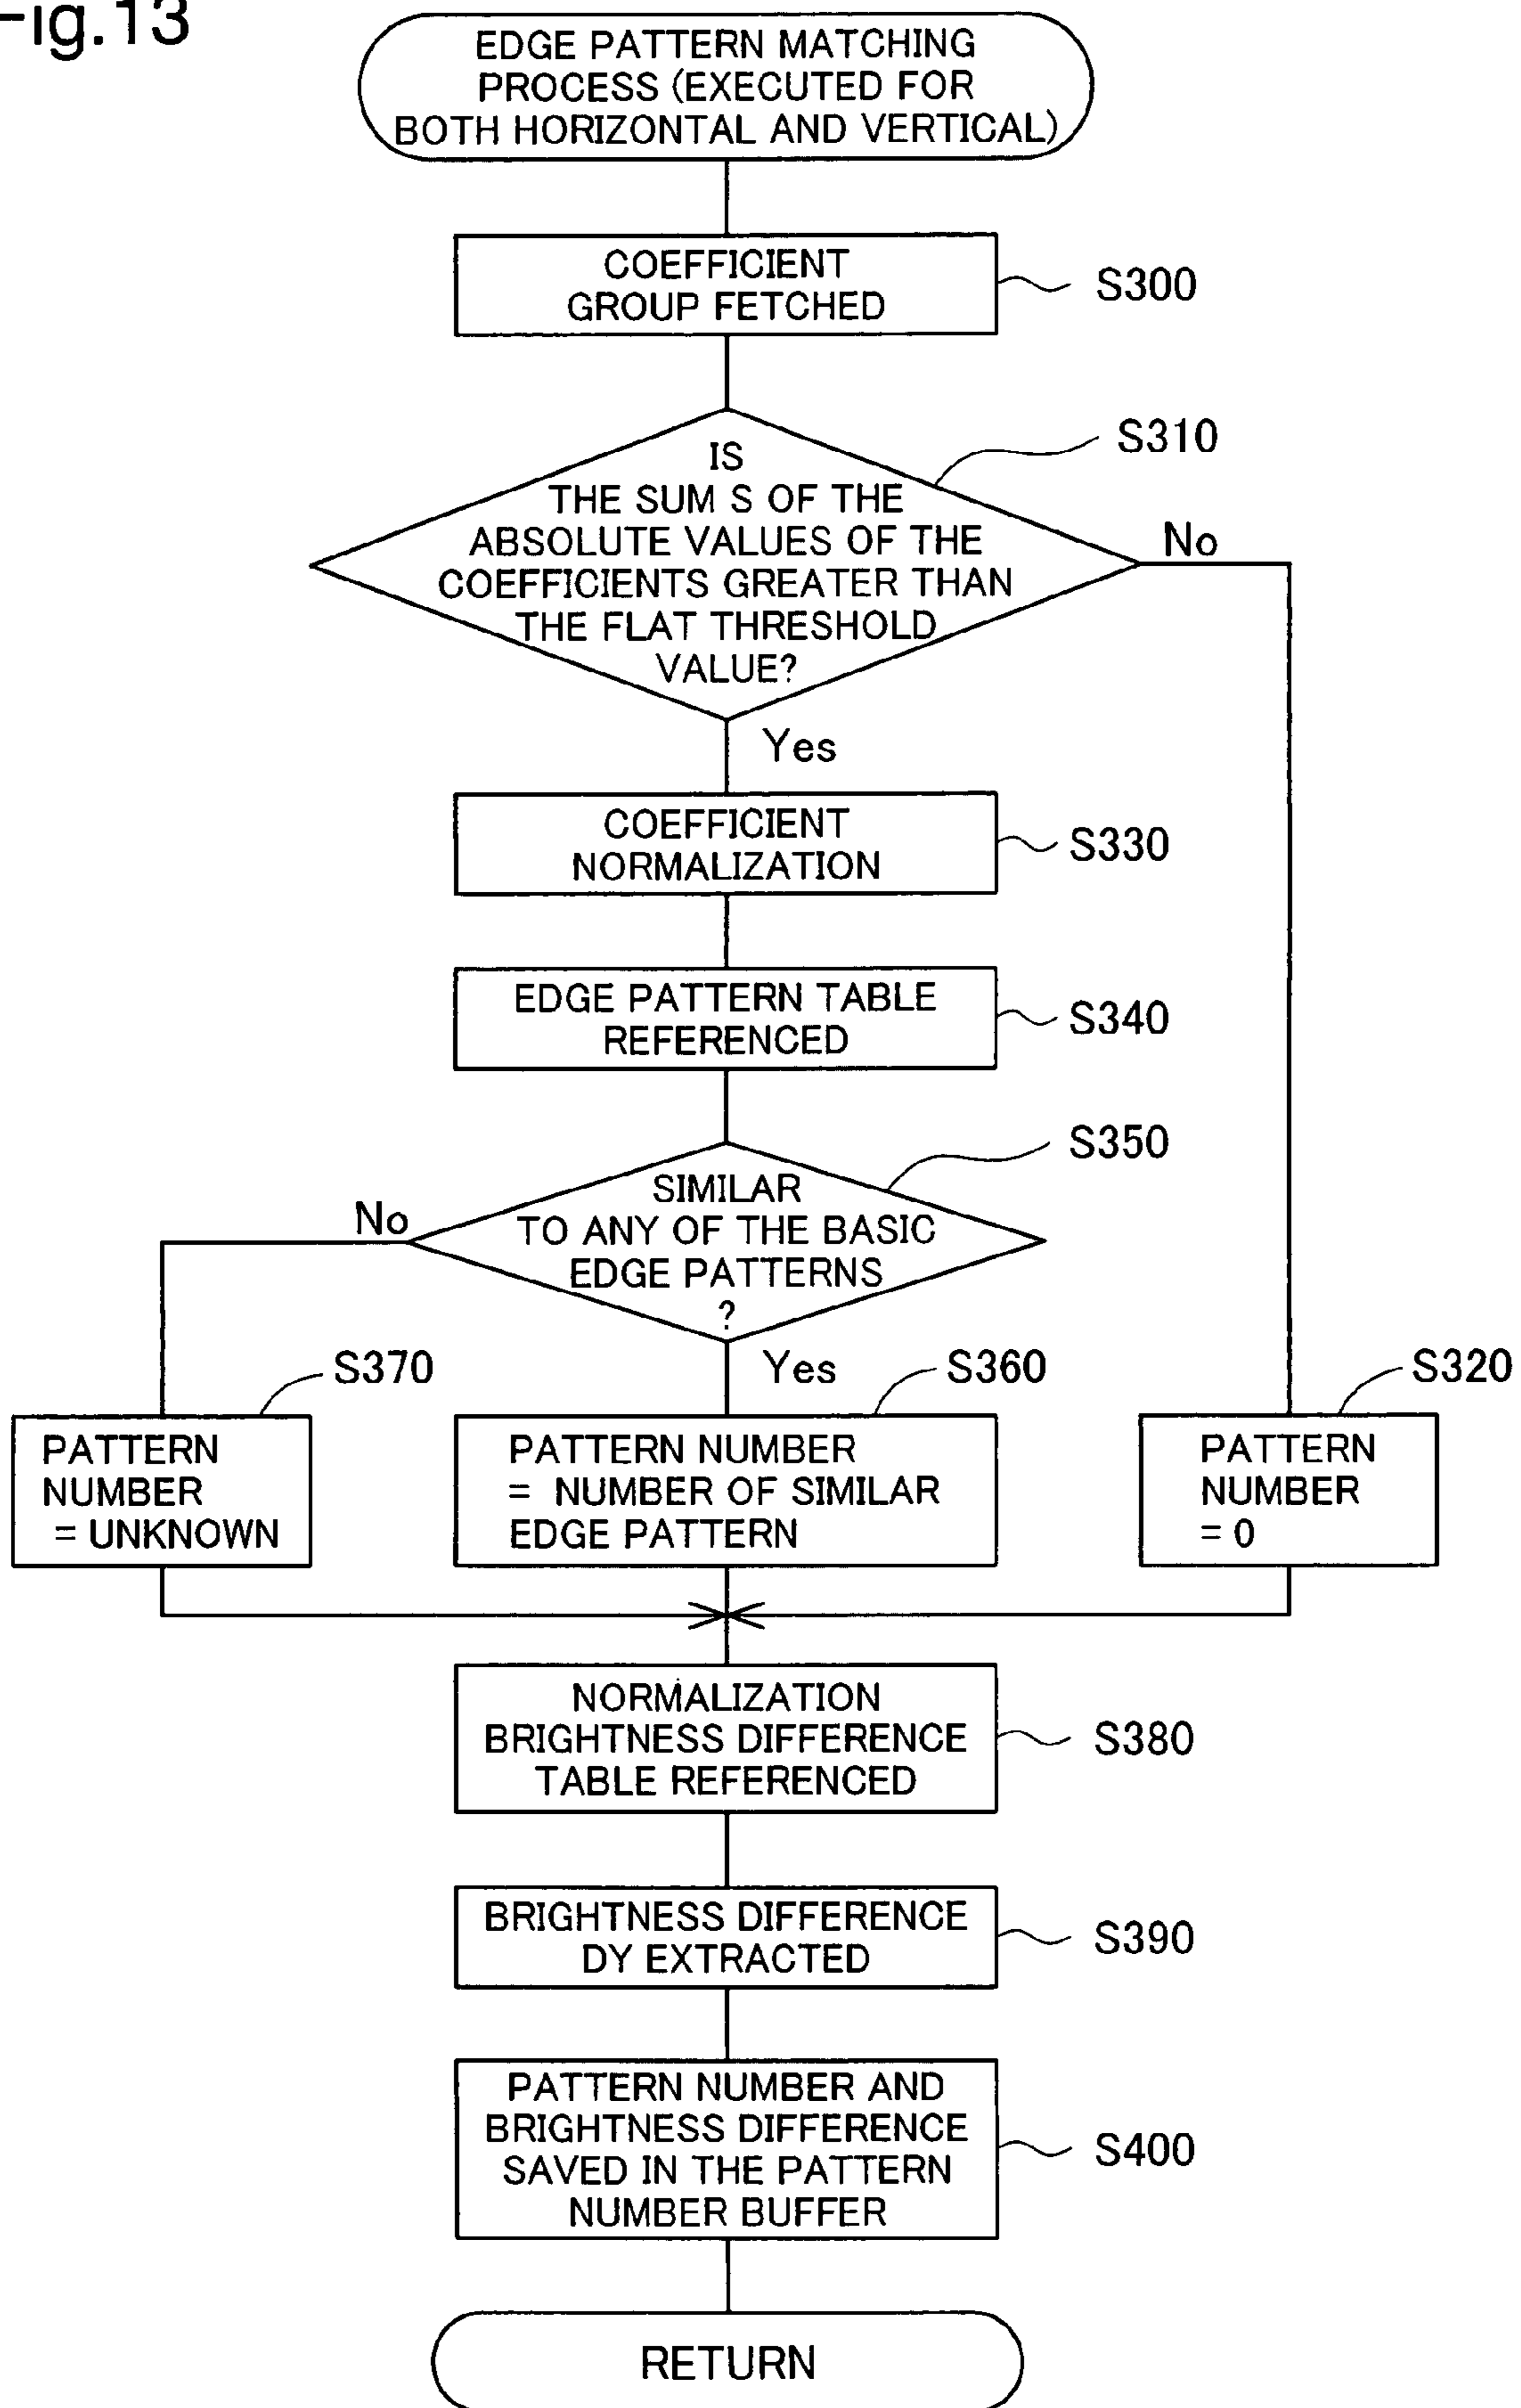 Fig.13
EDGE PATTERN MATCHING
PROCESS (EXECUTED FOR
BOTH HORIZONTAL AND VERTICAL)
COEFFICIENT
GROUP FETCHED
S300
S310
IS
THE SUM S OF THE
ABSOLUTE VALUES OF THE
COEFFICIENTS GREATER THAN
THE FLAT THRESHOLD
VALUE?
No
Yes
COEFFICIENT
NORMALIZATION
S330
EDGE PATTERN TABLE
REFERENCED
S340
S350
SIMILAR
TO ANY OF THE BASIC
EDGE PATTERNS
?
No
Yes
S370
S360
S320
PATTERN
NUMBER
= UNKNOWN
PATTERN NUMBER
= NUMBER OF SIMILAR
EDGE PATTERN
PATTERN
NUMBER
= 0
NORMALIZATION
BRIGHTNESS DIFFERENCE
TABLE REFERENCED
S380
BRIGHTNESS DIFFERENCE
DY EXTRACTED
S390
PATTERN NUMBER AND
BRIGHTNESS DIFFERENCE
SAVED IN THE PATTERN
NUMBER BUFFER
S400
RETURN